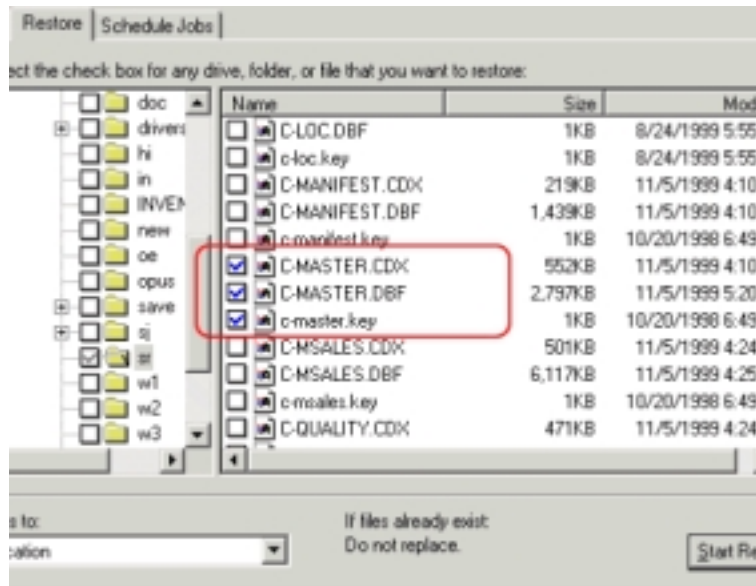 Restore Schedule Jobs
ect the check box for any drive, folder, or file that you want to restore:
doc
drivers
hi
in
INVEN
new
oe
opus
save
sj
sr
w1
w2
w3
Name Size Mod
C-LOC.DBF 1KB 8/24/1999 5:55
c-loc.key 1KB 8/24/1999 5:55
C-MANIFEST.CDX 219KB 11/5/1999 4:10
C-MANIFEST.DBF 1,439KB 11/5/1999 4:10
c-manifest.key 1KB 10/20/1998 6:49
C-MASTER.CDX 552KB 11/5/1999 4:10
C-MASTER.DBF 2,797KB 11/5/1999 5:20
c-master.key 1KB 10/20/1998 6:49
C-MSALES.CDX 501KB 11/5/1999 4:24
C-MSALES.DBF 6,117KB 11/5/1999 4:25
c-msales.key 1KB 10/20/1998 6:49
C-QUALITY.CDX 471KB 11/5/1999 4:24
s to:
cation
If files already exist:
Do not replace.
Start Re